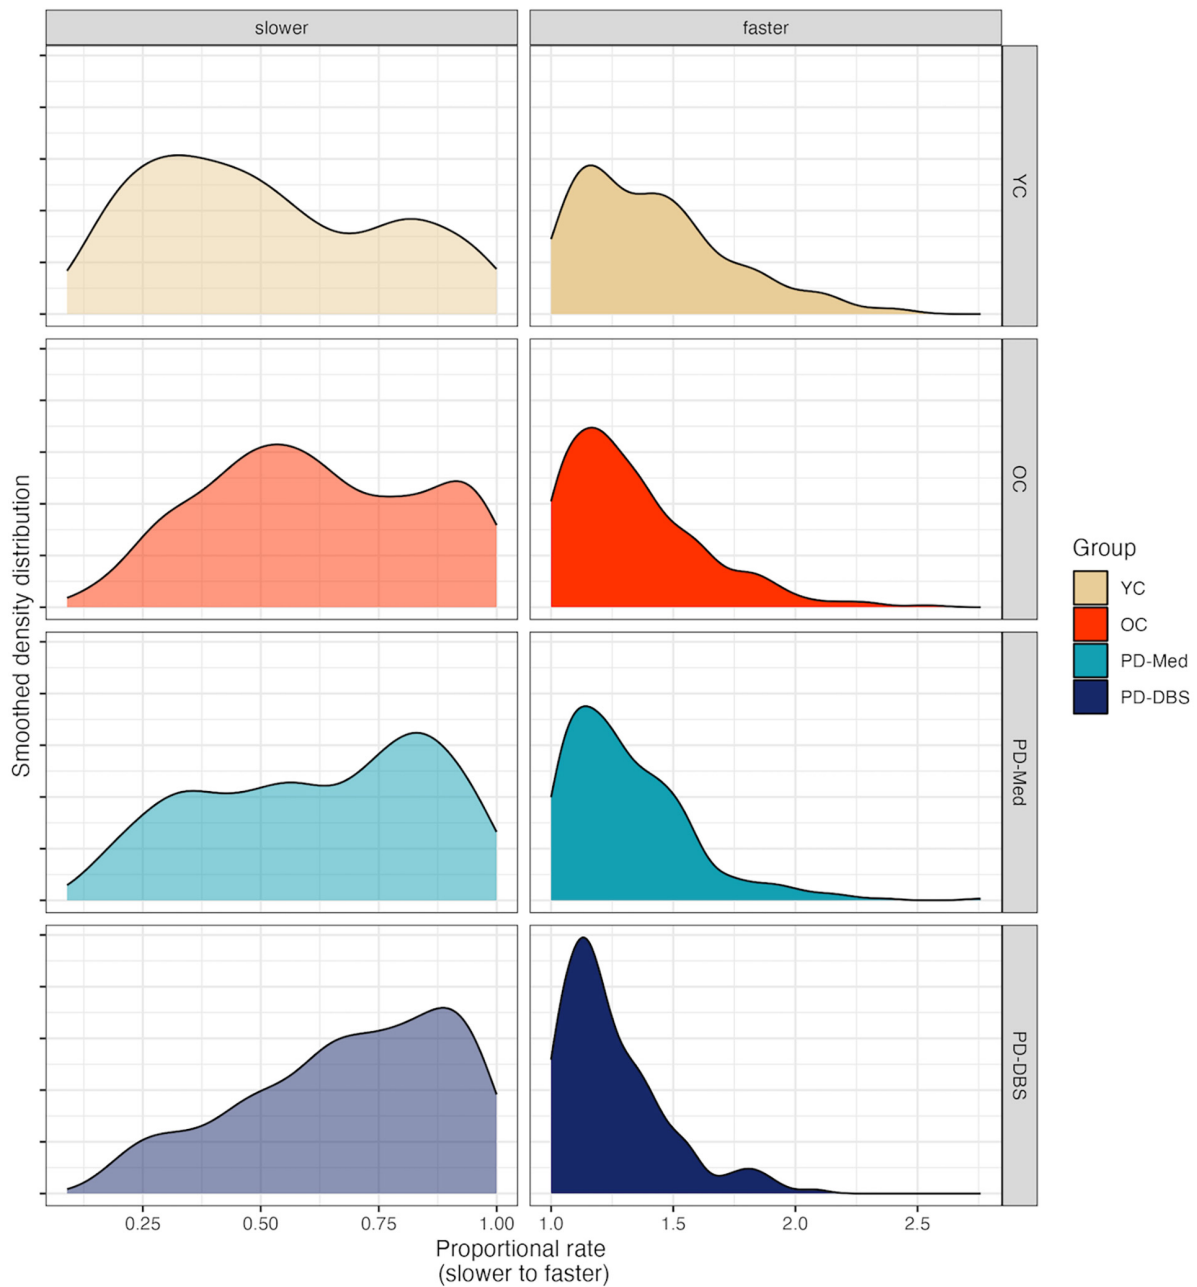 slower
faster
YC
OC
PD-Med
PD-DBS
Smoothed density distribution
0.25
0.50
0.75
1.00
1.0
1.5
2.0
2.5
Proportional rate
(slower to faster)
Group
YC
OC
PD-Med
PD-DBS